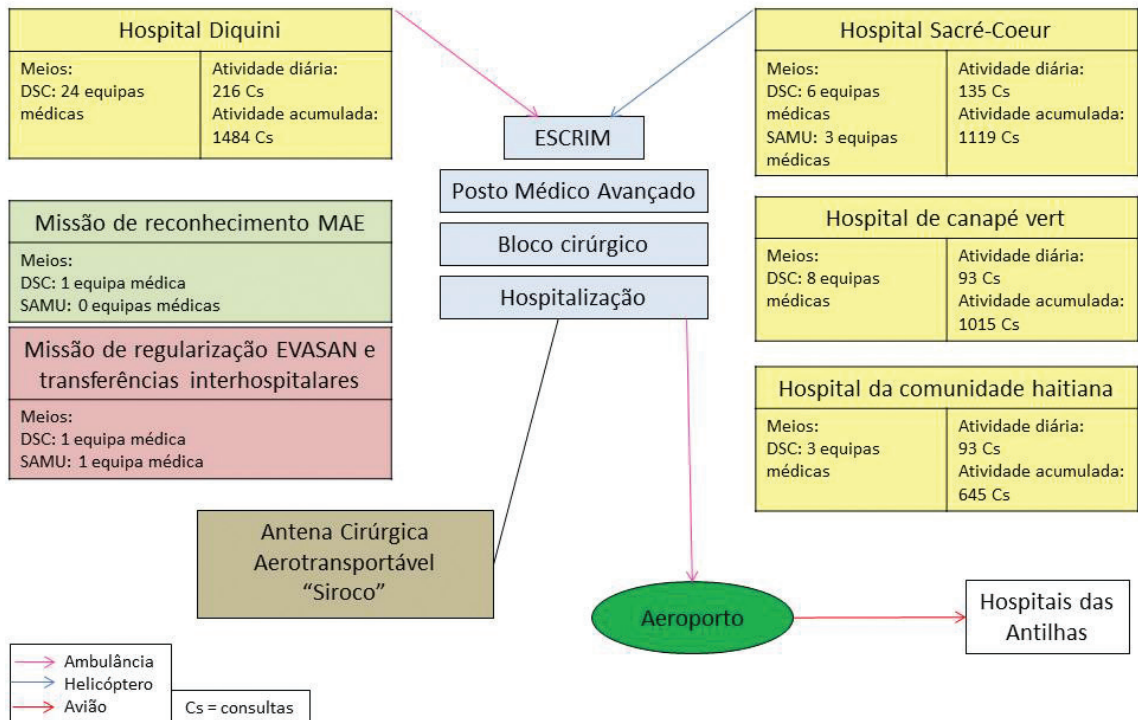 Hospital Diquini
Meios:
DSC: 24 equipas
médicas
Atividade diária:
216 Cs
Atividade acumulada:
1484 Cs
Missão de reconhecimento MAE
Meios:
DSC: 1 equipa médica
SAMU: 0 equipas médicas
Missão de regularização EVASAN e
transferências interhospitalares
Meios:
DSC: 1 equipa médica
SAMU: 1 equipa médica
ESCRIM
Posto Médico Avançado
Bloco cirúrgico
Hospitalização
Hospital Sacré-Coeur
Meios:
DSC: 6 equipas
médicas
SAMU: 3 equipas
médicas
Atividade diária:
135 Cs
Atividade acumulada:
1119 Cs
Hospital de canapé vert
Meios:
DSC: 8 equipas
médicas
Atividade diária:
93 Cs
Atividade acumulada:
1015 Cs
Hospital da comunidade haitiana
Meios:
DSC: 3 equipas
médicas
Atividade diária:
93 Cs
Atividade acumulada:
645 Cs
Antena Cirúrgica
Aerotransportável
“Siroco”
Aeroporto
Hospitais das
Antilhas
Ambulância
Helicóptero
Avião
Cs = consultas